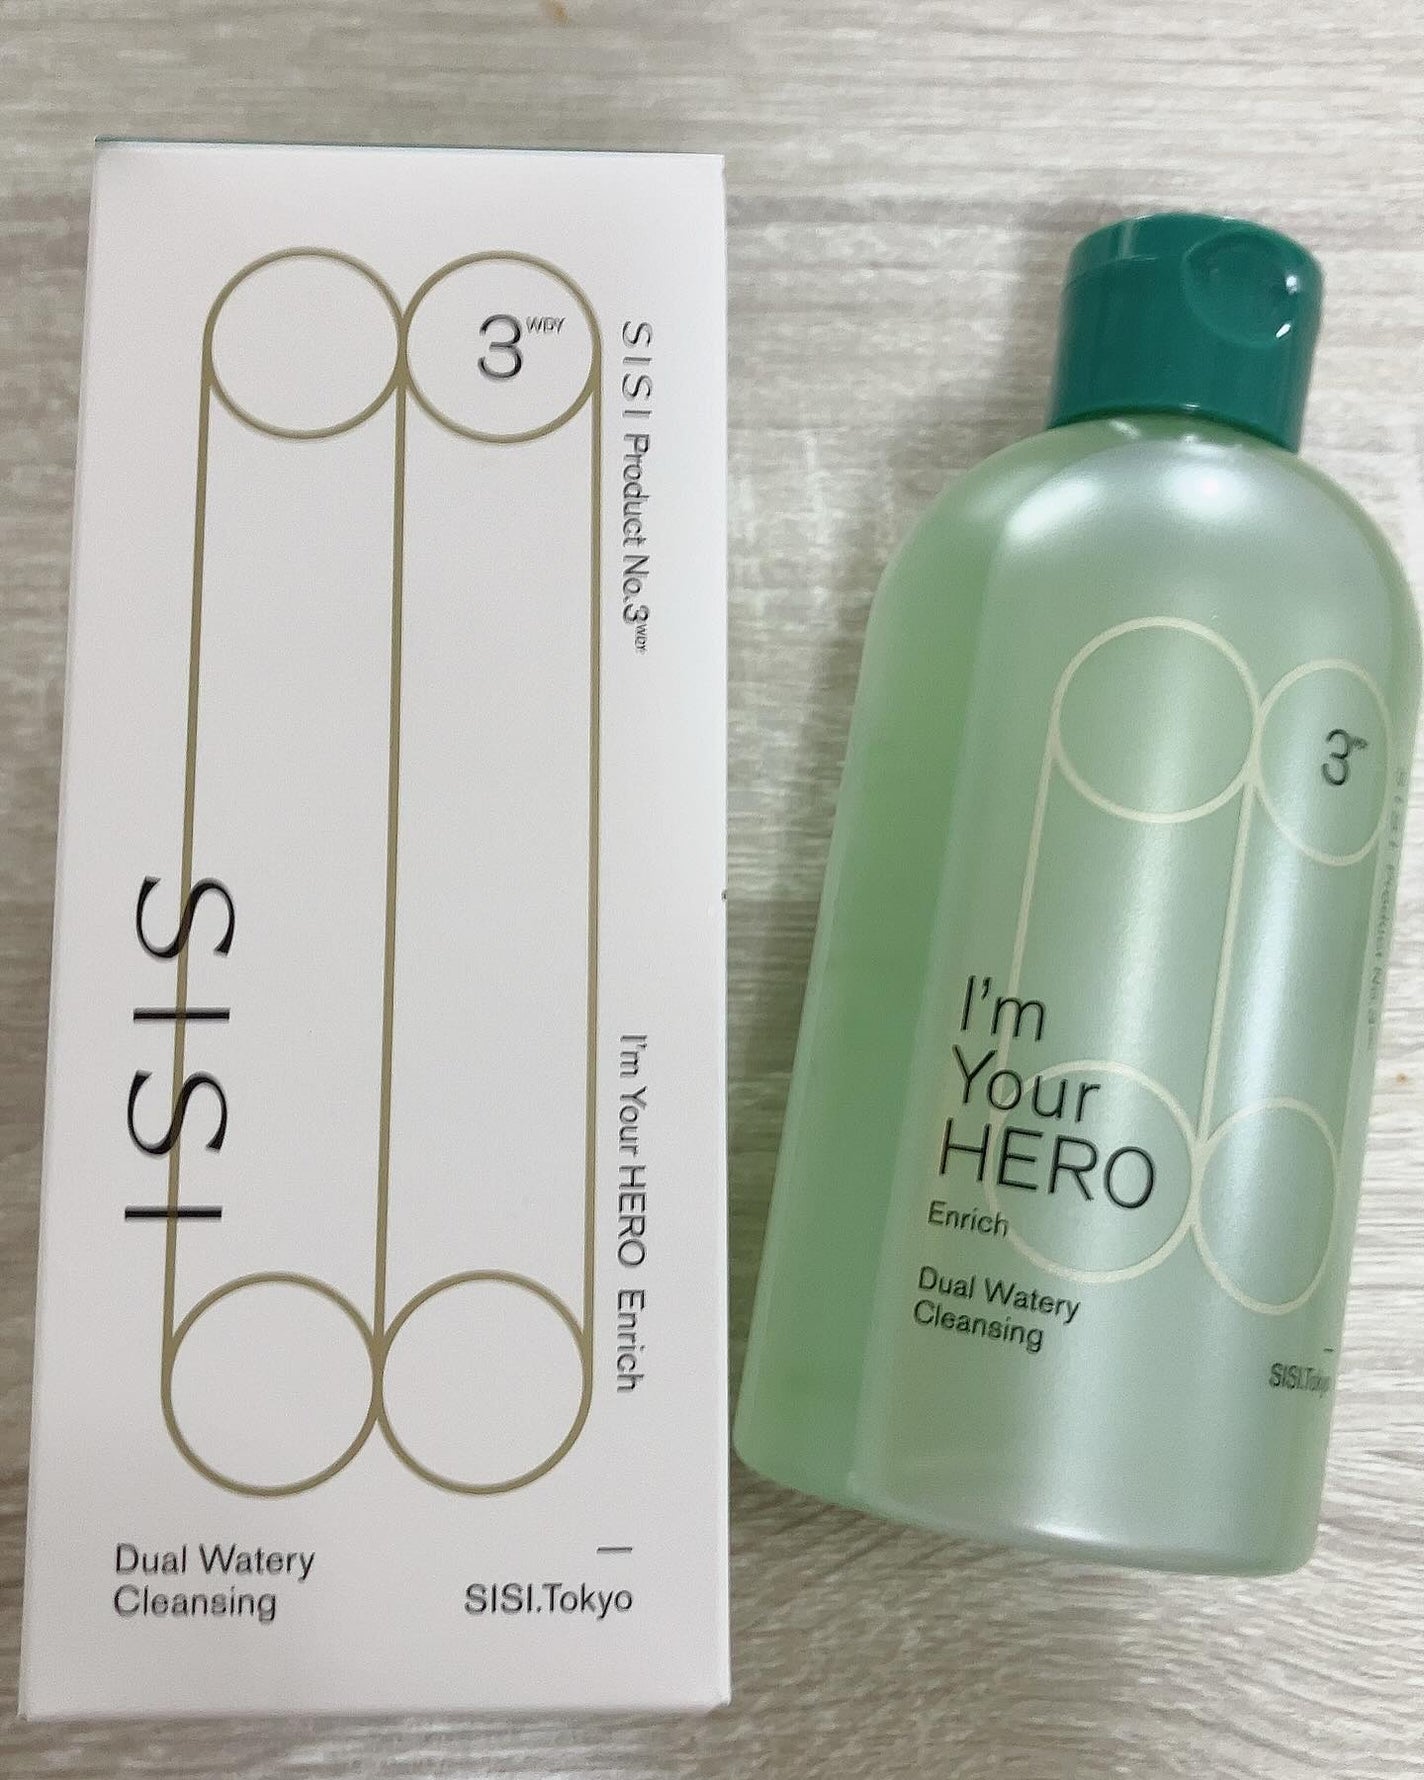 3WDY
SISI Product No.3WDY
SISI
I'm Your HERO Enrich
Dual Watery
Cleansing
SISI.Tokyo
3
I'm
Your
HERO
Enrich
Dual Watery
Cleansing
SISI.Tokyo